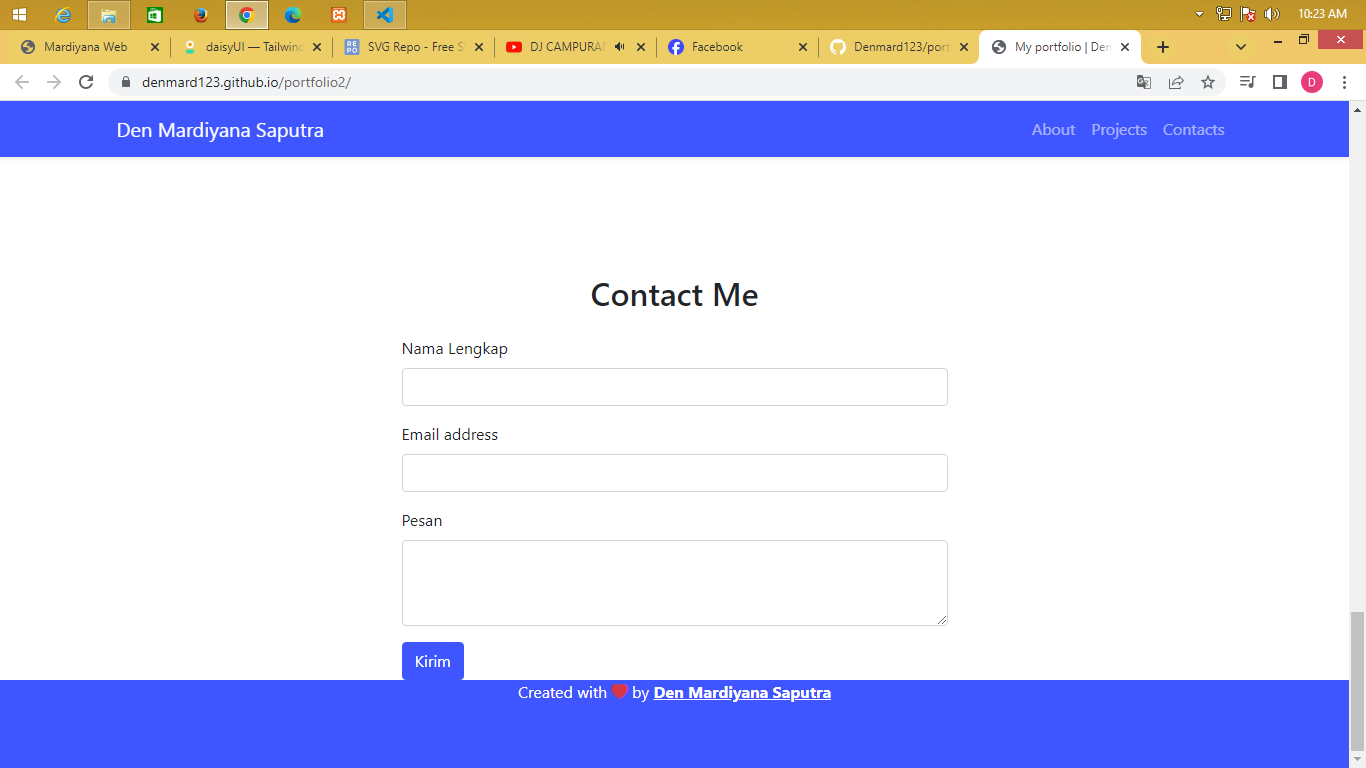 10:23 AM
Mardiyana Web
daisyUI — Tailwind
SVG Repo - Free S
DJ CAMPURAN
Facebook
Denmard123/port
My portfolio | Den
denmard123.github.io/portfolio2/
D
Den Mardiyana Saputra
About
Projects
Contacts
Contact Me
Nama Lengkap
Email address
Pesan
Kirim
Created with ❤ by Den Mardiyana Saputra